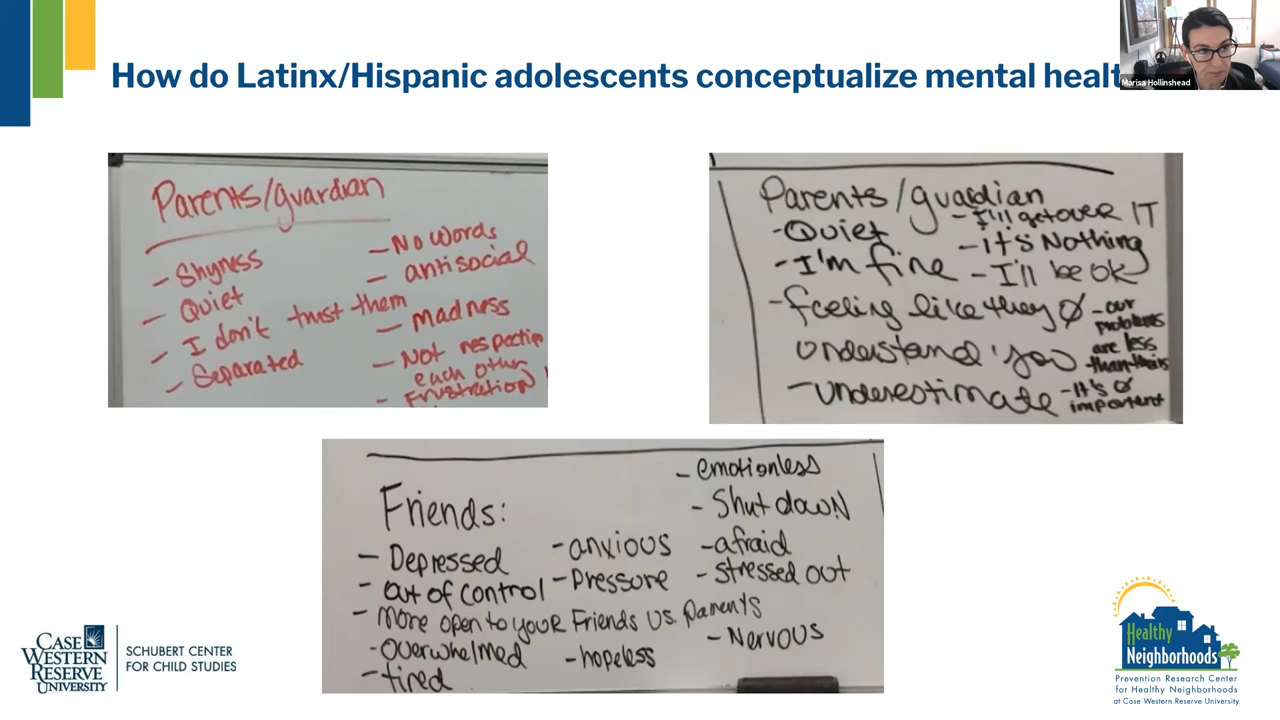 How do Latinx/Hispanic adolescents conceptualize mental healt
Marisa Hollinshead
Parents/guardian
- Shyness
- Quiet
- I don't trust them
- Separated
- No words
- antisocial
- Madness
- Not respectin
each other
- Frustration
Parents/guardian
- Quiet
- I'm fine
- feeling like they Ø
understand you
- underestimate
- I'll get over IT
- it's Nothing
- I'll be ok
- our
problems
are less
than theirs
- It's Ø
important
Friends:
- Depressed
- out of control
- More open to your Friends vs. parents
- overwhelmed
- tired
- anxious
- Pressure
- hopeless
- emotionless
- Shut down
- afraid
- stressed out
- Nervous
CASE
WESTERN
RESERVE
UNIVERSITY
SCHUBERT CENTER
FOR CHILD STUDIES
Healthy
Neighborhoods
Prevention Research Center
for Healthy Neighborhoods
at Case Western Reserve University